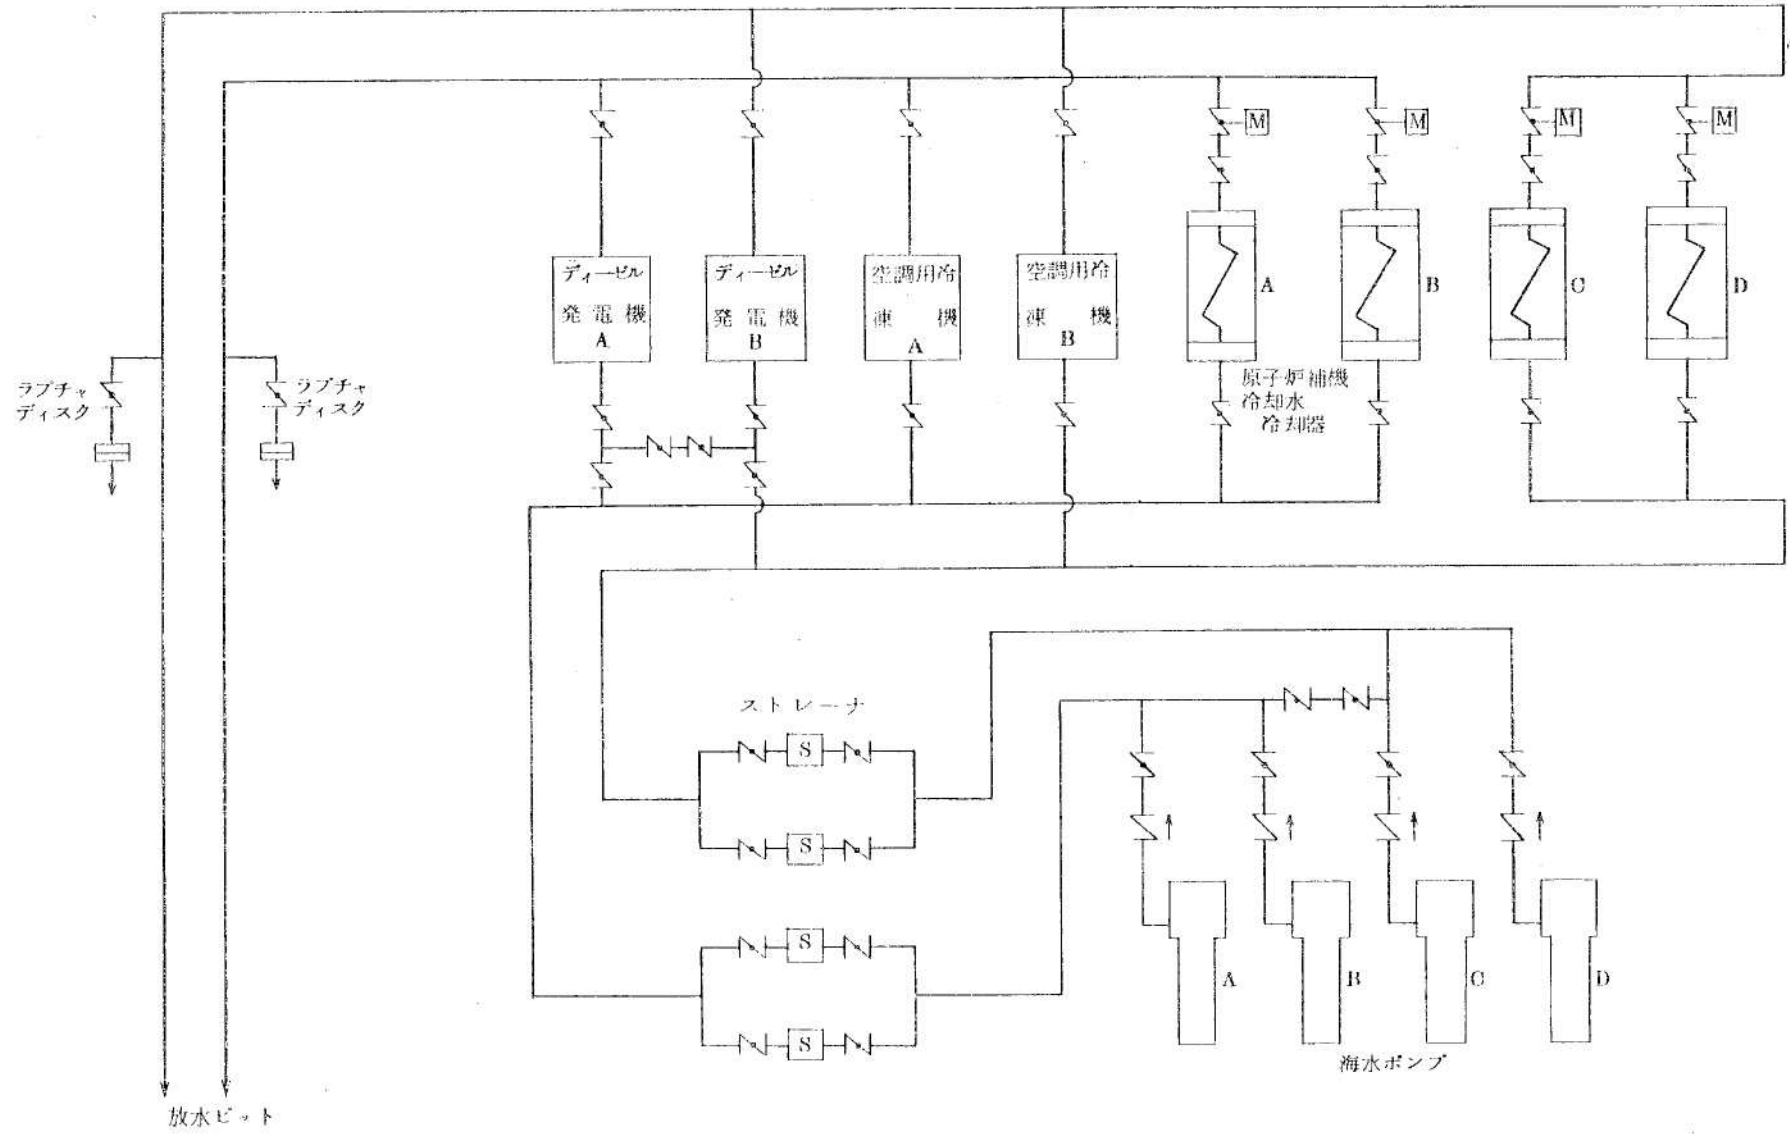 M
M
M
M
ディーゼル
発電機
A
ディーゼル
発電機
B
空調用冷
凍機
A
空調用冷
凍機
B
A
B
C
D
ラプチャ
ディスク
ラプチャ
ディスク
原子炉補機
冷却水
冷却器
ストレーナ
S
S
S
S
A
B
C
D
海水ポンプ
放水ピット